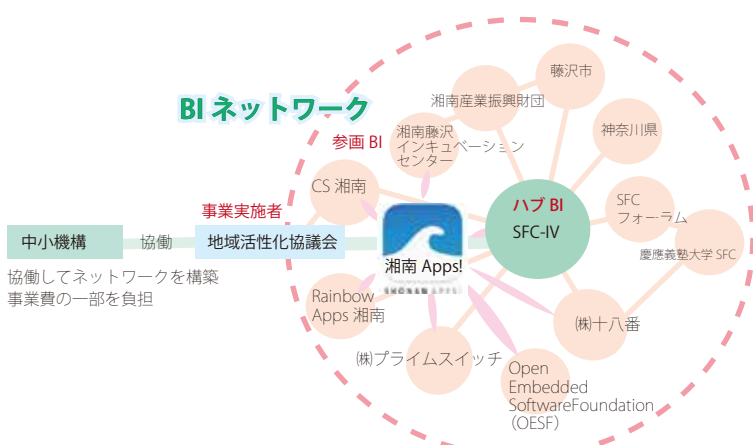 BI ネットワーク
藤沢市
湘南産業振興財団
神奈川県
参画 BI
湘南藤沢
インキュベーション
センター
CS 湘南
ハブ BI
SFC-IV
SFC
フォーラム
慶應義塾大学 SFC
事業実施者
中小機構
協働
地域活性化協議会
湘南 Apps!
SHONAN APPS!
協働してネットワークを構築
事業費の一部を負担
Rainbow
Apps 湘南
㈱十八番
㈱プライムスイッチ
Open
Embedded
SoftwareFoundation
（OESF）